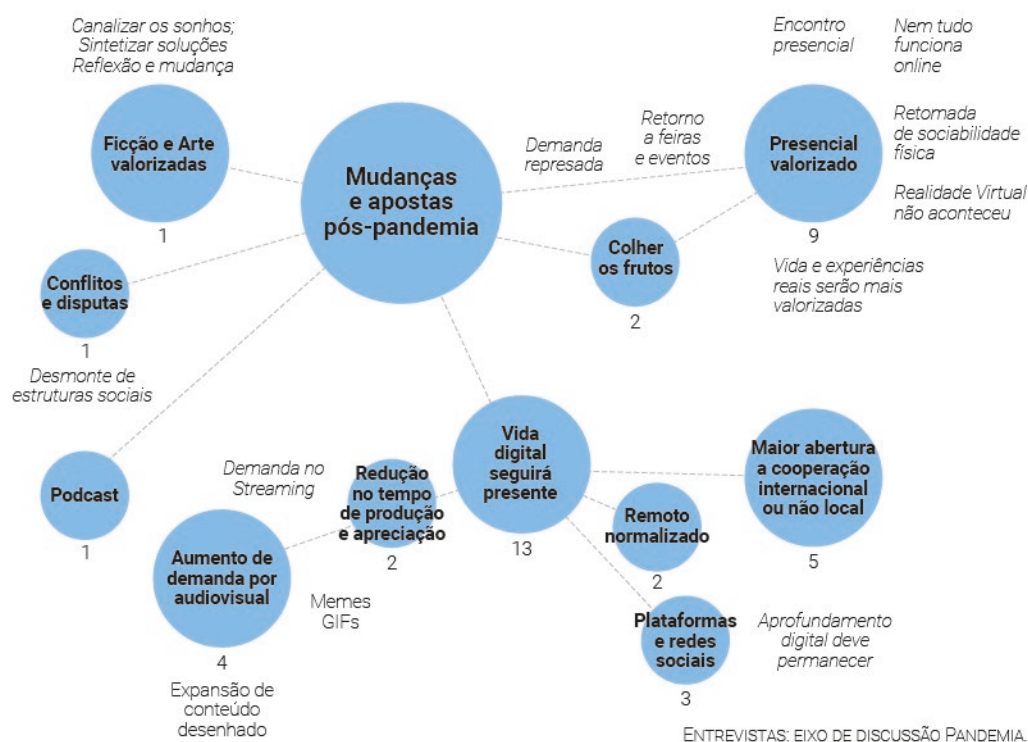 Canalizar os sonhos;
Sintetizar soluções
Reflexão e mudança
Ficção e Arte
valorizadas
1
Conflitos
e disputas
1
Desmonte de
estruturas sociais
Podcast
1
Mudanças
e apostas
pós-pandemia
Demanda
represada
Retorno
a feiras
e eventos
Encontro
presencial
Nem tudo
funciona
online
Presencial
valorizado
9
Retomada
de sociabilidade
física
Realidade Virtual
não aconteceu
Vida e experiências
reais serão mais
valorizadas
Colher
os frutos
2
Vida
digital
seguirá
presente
13
Demanda no
Streaming
Redução
no tempo
de produção
e apreciação
2
Aumento de
demanda por
audiovisual
4
Memes
GIFs
Expansão de
conteúdo
desenhado
Remoto
normalizado
2
Maior abertura
a cooperação
internacional
ou não local
5
Plataformas
e redes
sociais
3
Aprofundamento
digital deve
permanecer
ENTREVISTAS: EIXO DE DISCUSSÃO PANDEMIA.